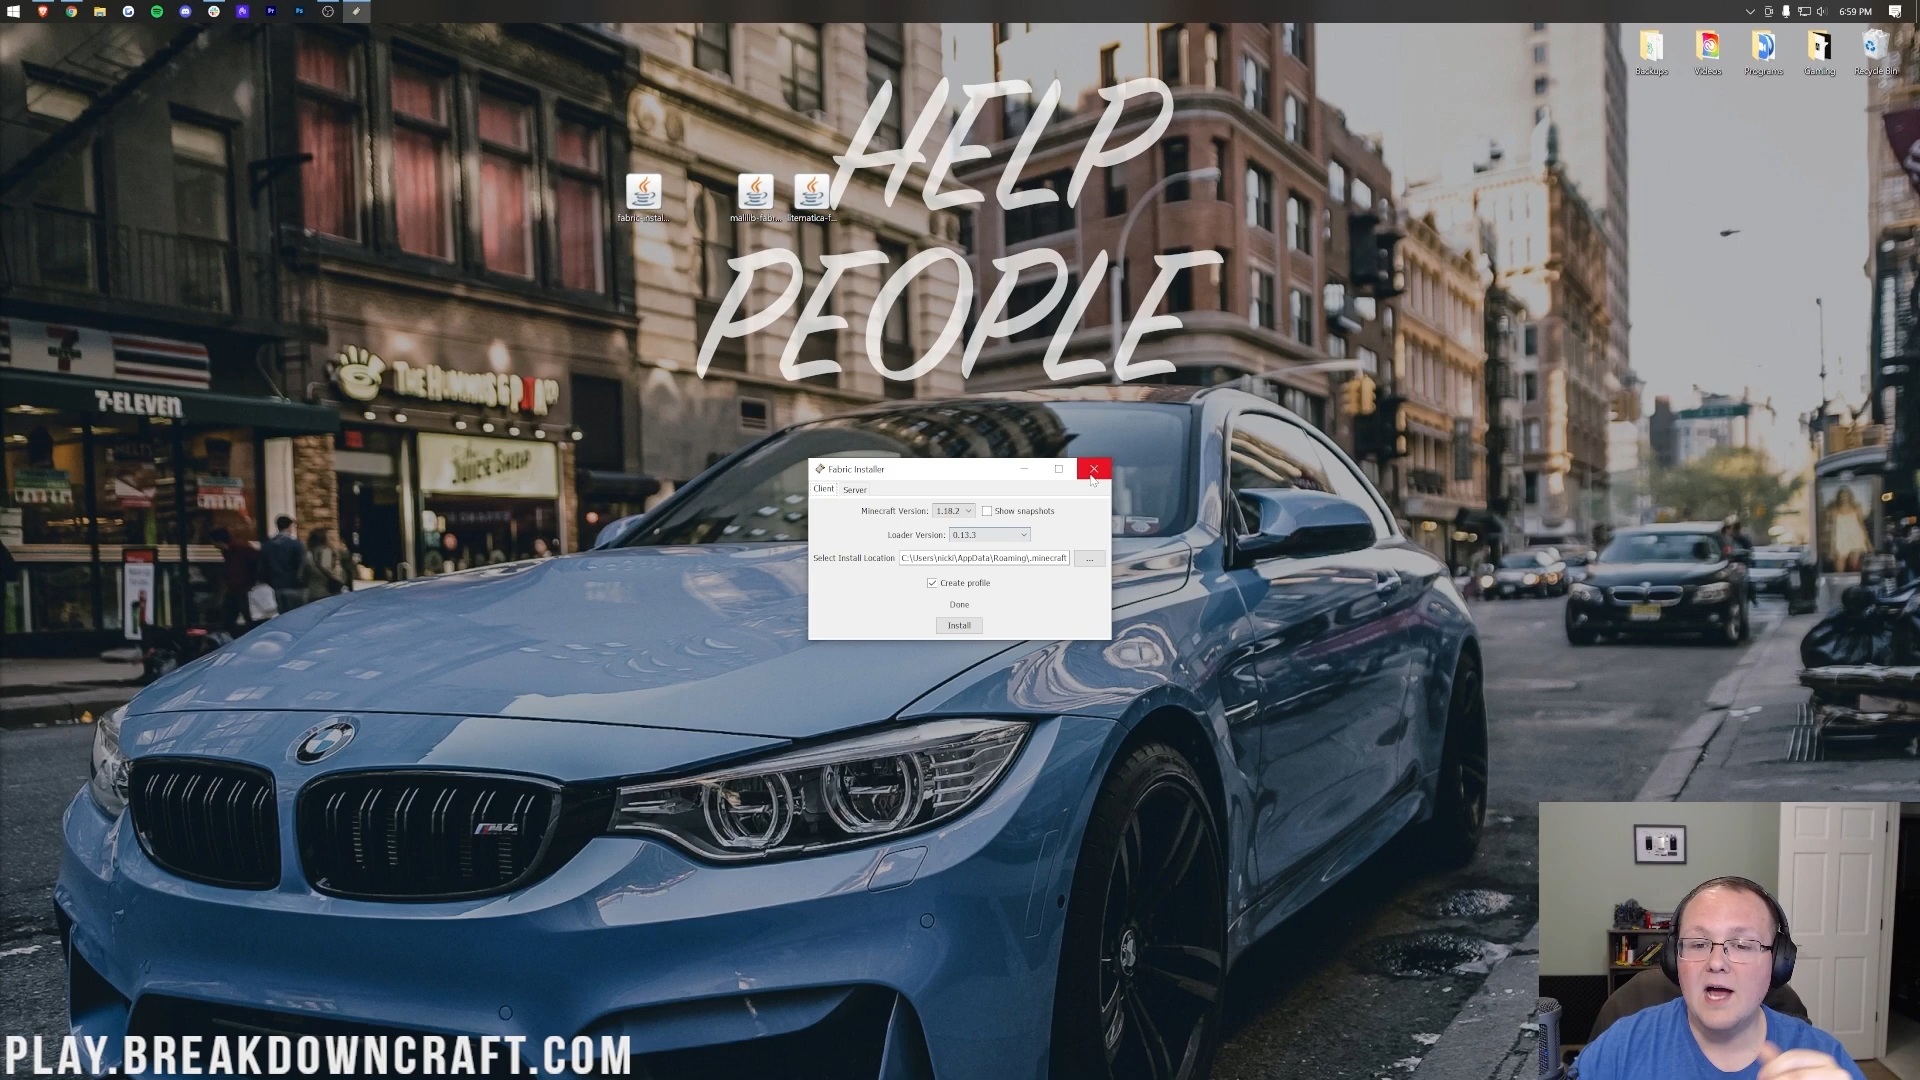 6:59 PM
Backups
Videos
Programs
Gaming
Recycle Bin
HELP
PEOPLE
fabric-instal...
malilib-fabr...
litematica-f...
7-ELEVEN
Fabric Installer
Client
Server
Minecraft Version:
1.18.2
Show snapshots
Loader Version:
0.13.3
Select Install Location
C:\Users\nicki\AppData\Roaming\.minecraft
...
Create profile
Done
Install
PLAY.BREAKDOWNCRAFT.COM